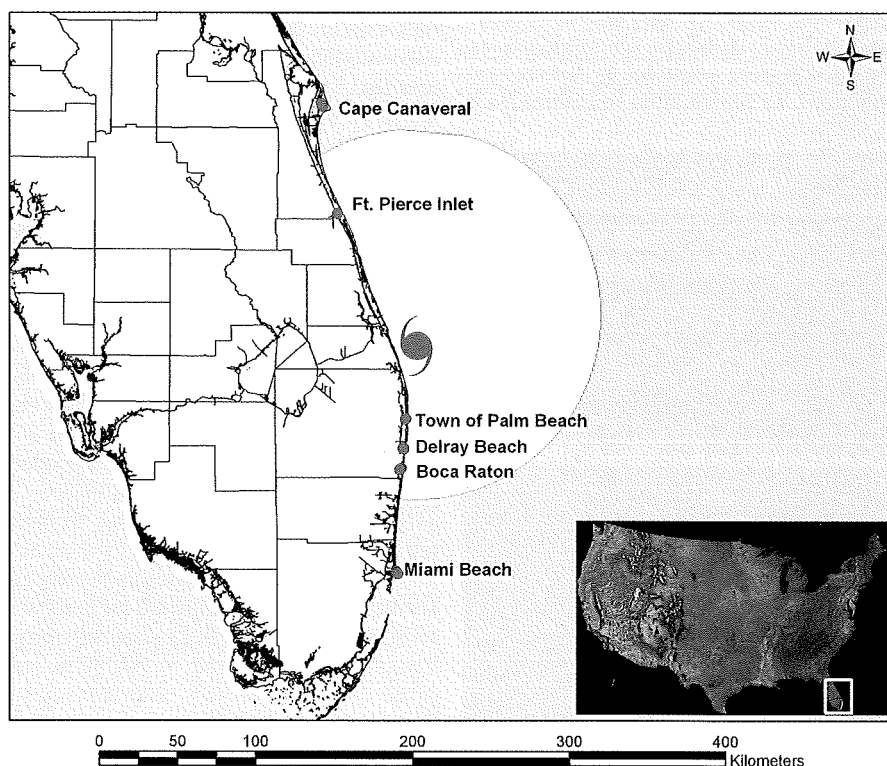 N
W E
S
Cape Canaveral
Ft. Pierce Inlet
Town of Palm Beach
Delray Beach
Boca Raton
Miami Beach
0 25 50 100 200 300 400
Kilometers